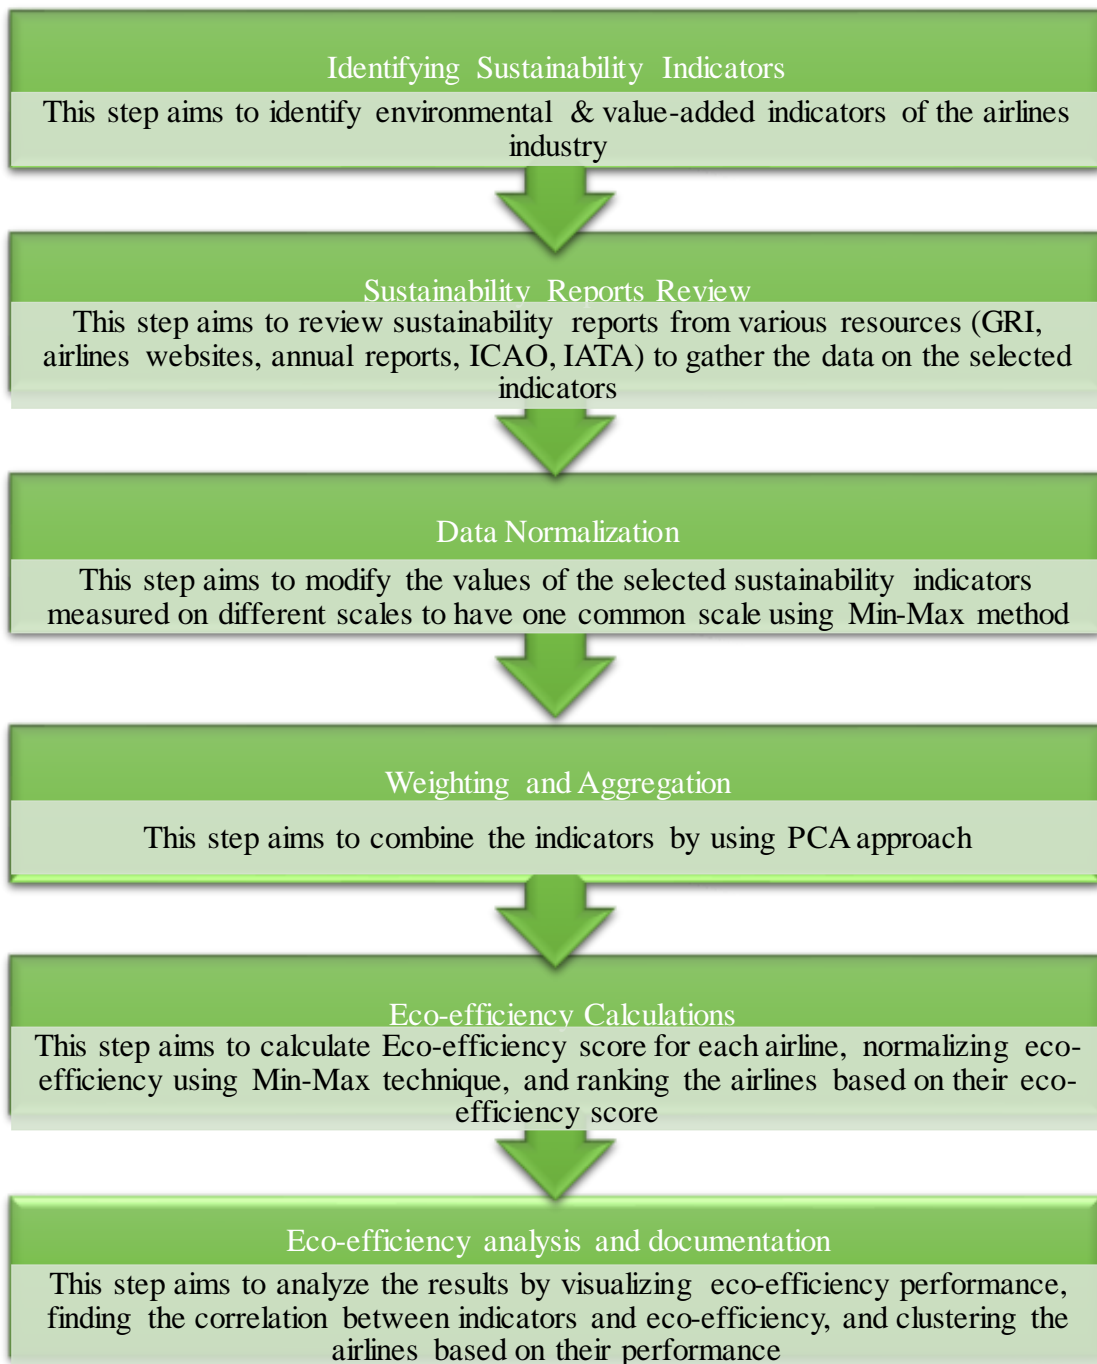 Identifying Sustainability Indicators
This step aims to identify environmental & value-added indicators of the airlines
industry
Sustainability Reports Review
This step aims to review sustainability reports from various resources (GRI,
airlines websites, annual reports, ICAO, IATA) to gather the data on the selected
indicators
Data Normalization
This step aims to modify the values of the selected sustainability indicators
measured on different scales to have one common scale using Min-Max method
Weighting and Aggregation
This step aims to combine the indicators by using PCA approach
Eco-efficiency Calculations
This step aims to calculate Eco-efficiency score for each airline, normalizing eco-
efficiency using Min-Max technique, and ranking the airlines based on their eco-
efficiency score
Eco-efficiency analysis and documentation
This step aims to analyze the results by visualizing eco-efficiency performance,
finding the correlation between indicators and eco-efficiency, and clustering the
airlines based on their performance